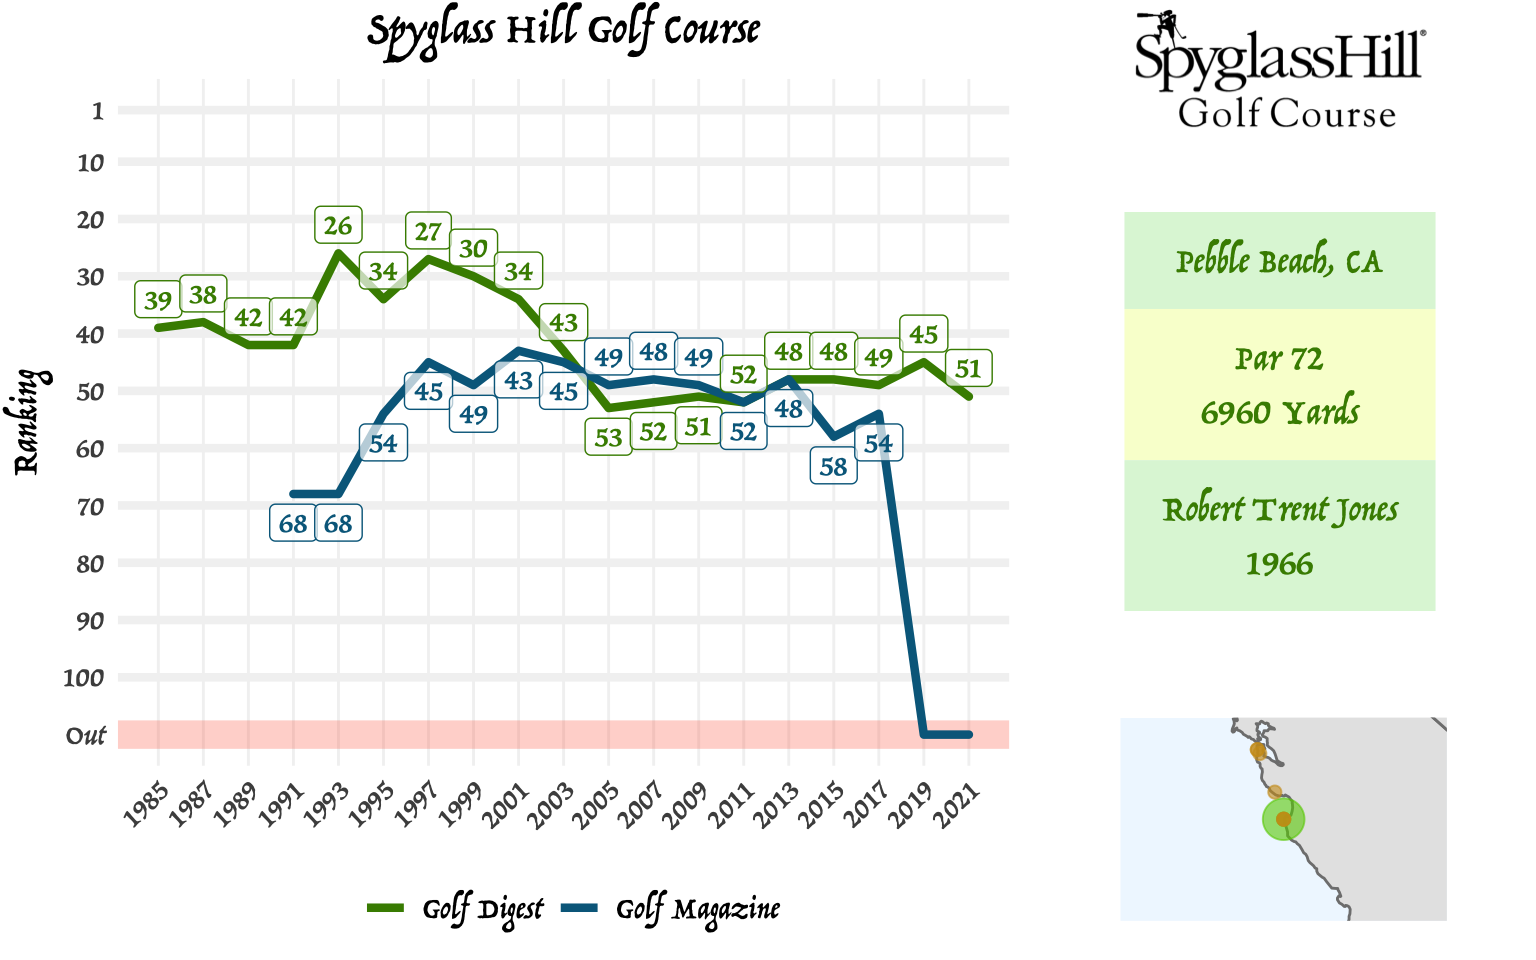 Spyglass Hill Golf Course
SpyglassHill®
Golf Course
Ranking
1
10
20
30
40
50
60
70
80
90
100
Out
39 38 42 42 26 34 27 30 34 43 53 52 51 52 48 48 49 45 51
68 68 54 45 49 43 45 49 48 49 52 48 58 54
1985 1987 1989 1991 1993 1995 1997 1999 2001 2003 2005 2007 2009 2011 2013 2015 2017 2019 2021
Golf Digest Golf Magazine
Pebble Beach, CA
Par 72
6960 Yards
Robert Trent Jones
1966